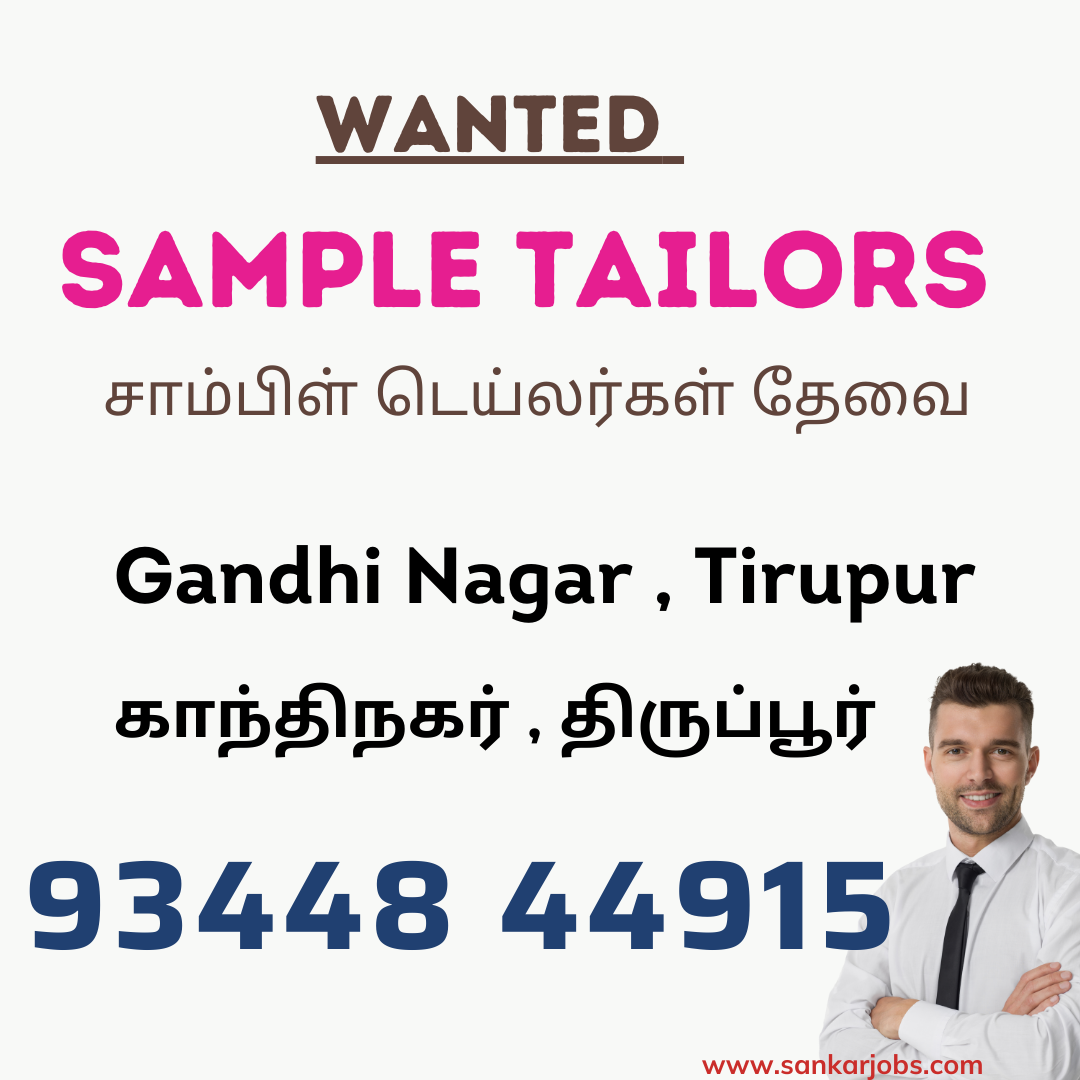 WANTED
SAMPLE TAILORS
சாம்பிள் டெய்லர்கள் தேவை
Gandhi Nagar , Tirupur
காந்திநகர் , திருப்பூர்
93448 44915
www.sankarjobs.com